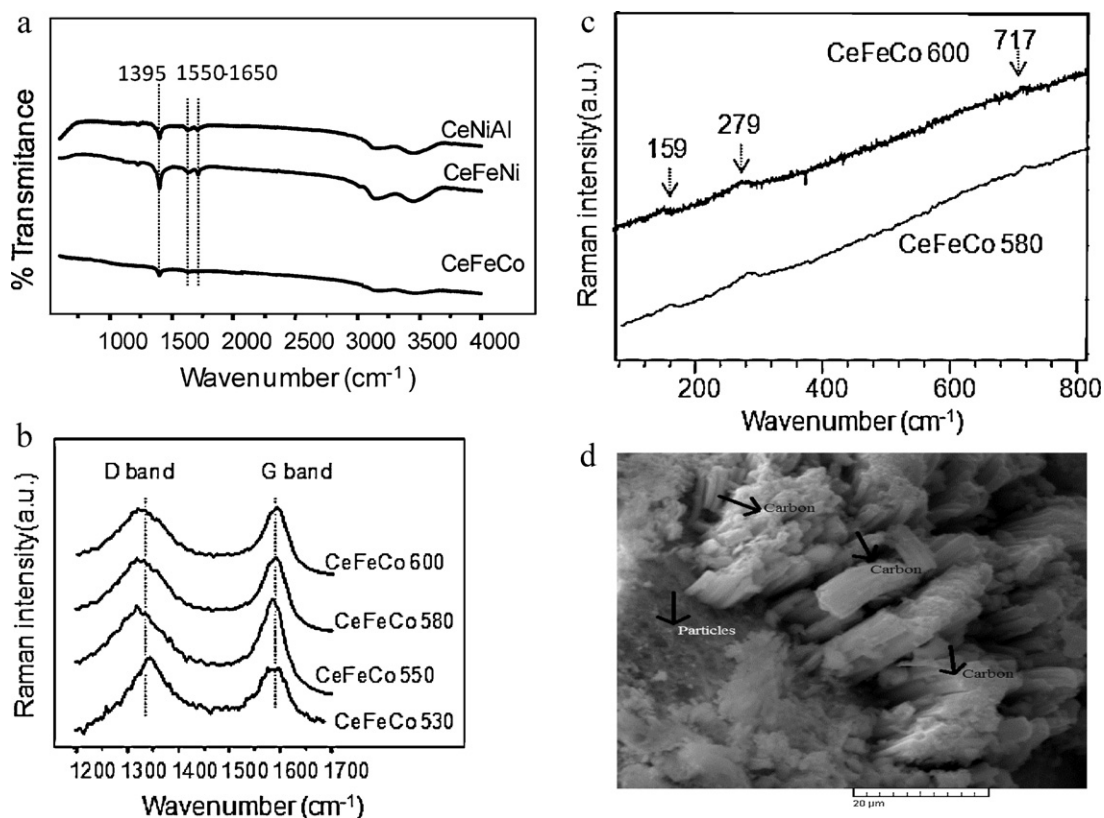 a
1395 1550-1650
CeNiAl
CeFeNi
CeFeCo
% Transmitance
1000 1500 2000 2500 3000 3500 4000
Wavenumber (cm-1)
b
D band G band
CeFeCo 600
CeFeCo 580
CeFeCo 550
CeFeCo 530
Raman intensity(a.u.)
1200 1300 1400 1500 1600 1700
Wavenumber (cm-1)
c
CeFeCo 600 717
159 279
CeFeCo 580
Raman intensity(a.u.)
200 400 600 800
Wavenumber (cm-1)
d
Carbon
Carbon
Particles
Carbon
20 µm